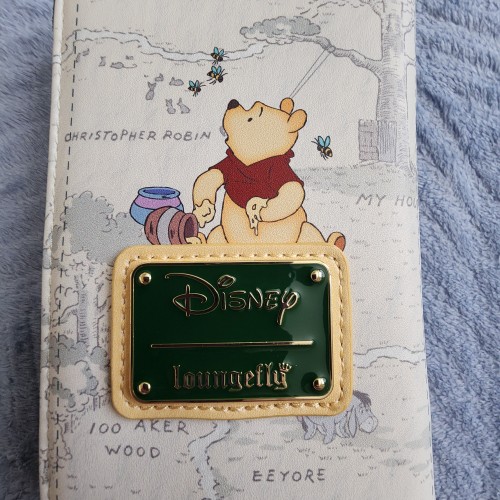 CHRISTOPHER ROBIN
MY HOU
Disney
loungefly
100 AKER
WOOD
EEYORE